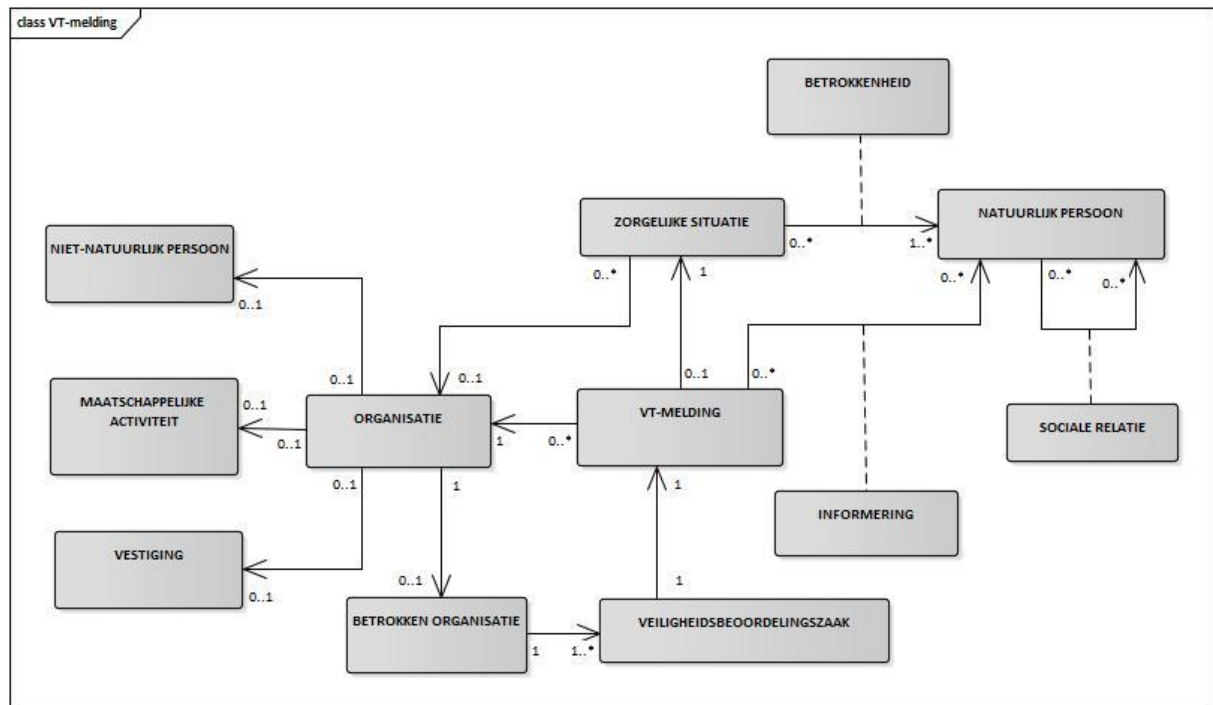 class VT-melding
BETROKKENHEID
ZORGELIJKE SITUATIE
NATUURLIJK PERSOON
0..*
1..*
NIET-NATUURLIJK PERSOON
0..*
1
0..*
0..*
0..*
0..1
0..1
0..1
0..1
0..*
MAATSCHAPPELIJKE
ACTIVITEIT
0..1
0..1
ORGANISATIE
1
0..*
VT-MELDING
SOCIALE RELATIE
0..1
1
1
INFORMERING
VESTIGING
0..1
0..1
1
BETROKKEN ORGANISATIE
1
1..*
VEILIGHEIDSBEOORDELINGSZAAK